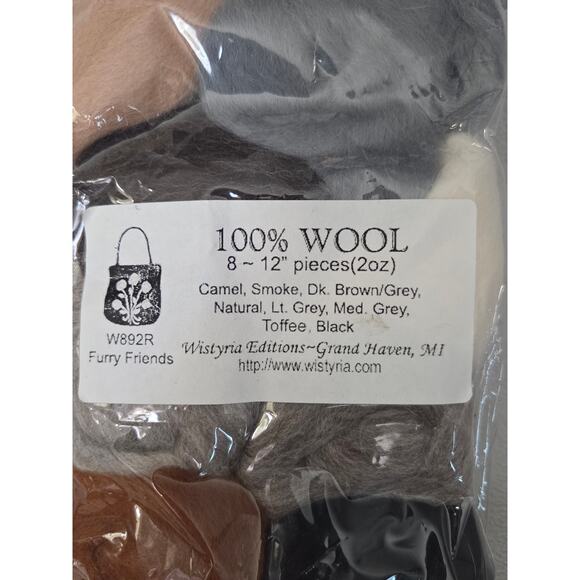 100% WOOL
8 ~ 12" pieces(2oz)
Camel, Smoke, Dk. Brown/Grey,
Natural, Lt. Grey, Med. Grey,
Toffee, Black
W892R
Furry Friends
Wistyria Editions~Grand Haven, MI
http://www.wistyria.com